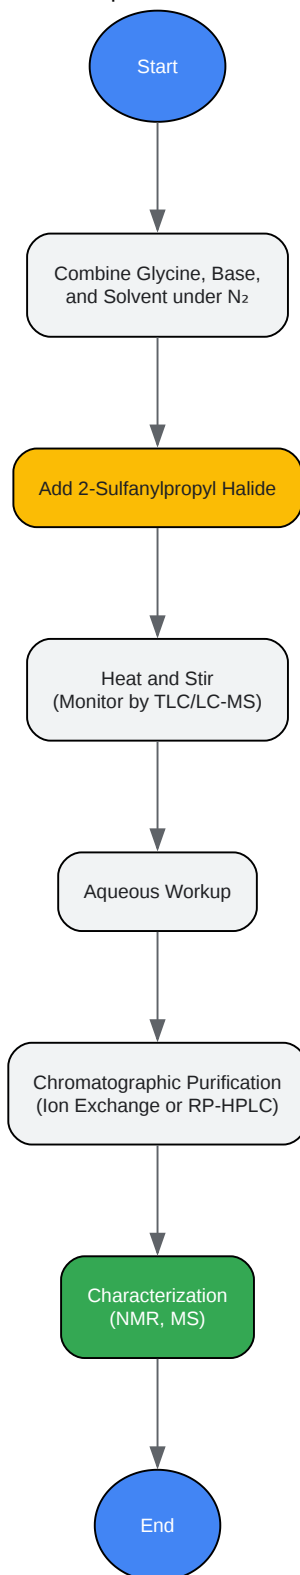 Start
Combine Glycine, Base,
and Solvent under N₂
Add 2-Sulfanylpropyl Halide
Heat and Stir
(Monitor by TLC/LC-MS)
Aqueous Workup
Chromatographic Purification
(Ion Exchange or RP-HPLC)
Characterization
(NMR, MS)
End